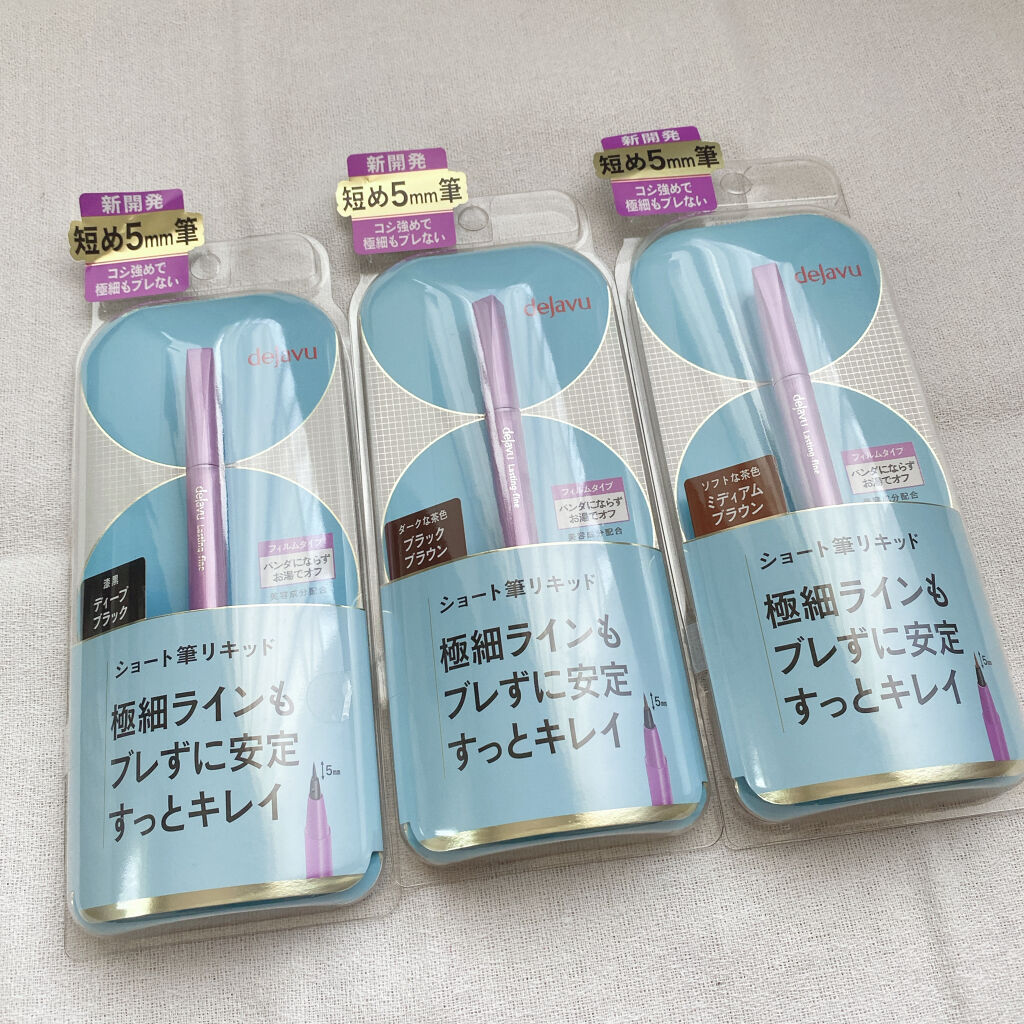 新開発
短め5mm筆
コシ強めで
極細もブレない
dejavu
dejavu Lasting-fine
漆黒
ディープ
ブラック
フィルムタイプ
パンダにならず
お湯でオフ
美容成分配合
ショート筆リキッド
極細ラインも
ブレずに安定
すっとキレイ
5mm
新開発
短め5mm筆
コシ強めで
極細もブレない
dejavu
dejavu Lasting-fine
ダークな茶色
ブラック
ブラウン
フィルムタイプ
パンダにならず
お湯でオフ
美容成分配合
ショート筆リキッド
極細ラインも
ブレずに安定
すっとキレイ
5mm
新開発
短め5mm筆
コシ強めで
極細もブレない
dejavu
dejavu Lasting-fine
ソフトな茶色
ミディアム
ブラウン
フィルムタイプ
パンダにならず
お湯でオフ
ショート筆リキッド
極細ラインも
ブレずに安定
すっとキレイ
5mm